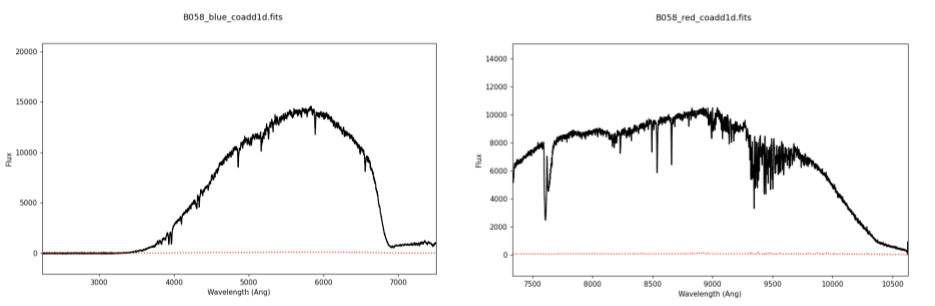 B058_blue_coadd1d.fits
20000
15000
10000
5000
0
Flux
3000 4000 5000 6000 7000
Wavelength (Ang)
B058_red_coadd1d.fits
14000
12000
10000
8000
6000
4000
2000
0
Flux
7500 8000 8500 9000 9500 10000 10500
Wavelength (Ang)